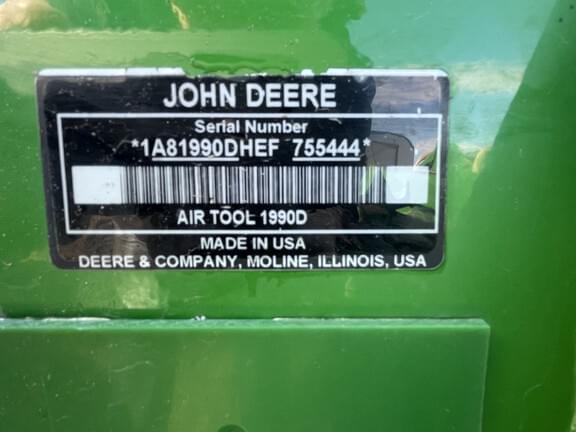 JOHN DEERE
Serial Number
*1A81990DHEF 755444*
AIR TOOL 1990D
MADE IN USA
DEERE & COMPANY, MOLINE, ILLINOIS, USA